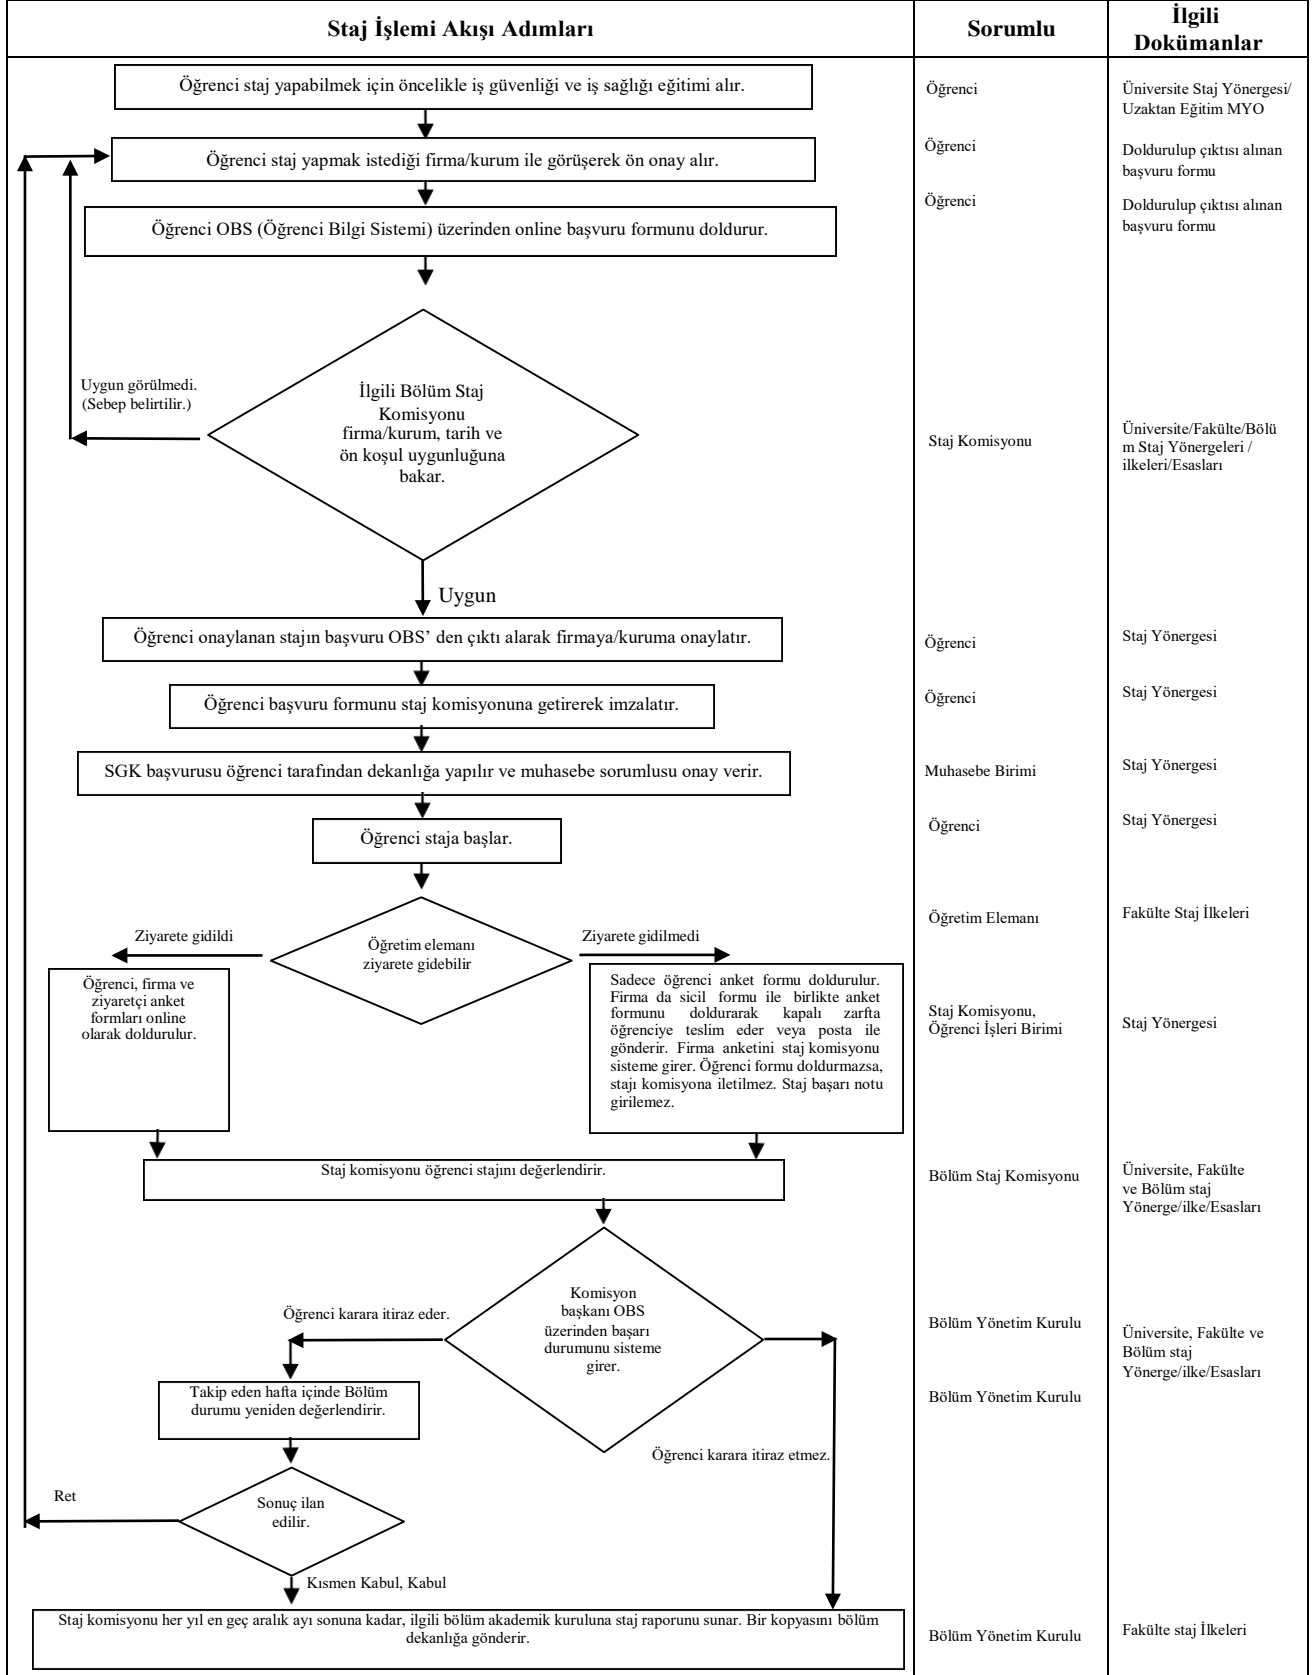 Staj İşlemi Akışı Adımları
Sorumlu
İlgili
Dokümanlar
Öğrenci staj yapabilmek için öncelikle iş güvenliği ve iş sağlığı eğitimi alır.
Öğrenci
Üniversite Staj Yönergesi/
Uzaktan Eğitim MYO
Öğrenci staj yapmak istediği firma/kurum ile görüşerek ön onay alır.
Öğrenci
Doldurulup çıktısı alınan
başvuru formu
Öğrenci OBS (Öğrenci Bilgi Sistemi) üzerinden online başvuru formunu doldurur.
Öğrenci
Doldurulup çıktısı alınan
başvuru formu
Uygun görülmedi.
(Sebep belirtilir.)
İlgili Bölüm Staj
Komisyonu
firma/kurum, tarih ve
ön koşul uygunluğuna
bakar.
Staj Komisyonu
Üniversite/Fakülte/Bölü
m Staj Yönergeleri /
ilkeleri/Esasları
Uygun
Öğrenci onaylanan stajın başvuru OBS’ den çıktı alarak firmaya/kuruma onaylatır.
Öğrenci
Staj Yönergesi
Öğrenci başvuru formunu staj komisyonuna getirerek imzalatır.
Öğrenci
Staj Yönergesi
SGK başvurusu öğrenci tarafından dekanlığa yapılır ve muhasebe sorumlusu onay verir.
Muhasebe Birimi
Staj Yönergesi
Öğrenci staja başlar.
Öğrenci
Staj Yönergesi
Ziyarete gidildi
Öğretim elemanı
ziyarete gidebilir
Ziyarete gidilmedi
Öğretim Elemanı
Fakülte Staj İlkeleri
Öğrenci, firma ve
ziyaretçi anket
formları online
olarak doldurulur.
Sadece öğrenci anket formu doldurulur.
Firma da sicil formu ile birlikte anket
formunu doldurarak kapalı zarfta
öğrenciye teslim eder veya posta ile
gönderir. Firma anketini staj komisyonu
sisteme girer. Öğrenci formu doldurmazsa,
stajı komisyona iletilmez. Staj başarı notu
girilemez.
Staj Komisyonu,
Öğrenci İşleri Birimi
Staj Yönergesi
Staj komisyonu öğrenci stajını değerlendirir.
Bölüm Staj Komisyonu
Üniversite, Fakülte
ve Bölüm staj
Yönerge/ilke/Esasları
Öğrenci karara itiraz eder.
Komisyon
başkanı OBS
üzerinden başarı
durumunu sisteme
girer.
Bölüm Yönetim Kurulu
Üniversite, Fakülte ve
Bölüm staj
Yönerge/ilke/Esasları
Takip eden hafta içinde Bölüm
durumu yeniden değerlendirir.
Bölüm Yönetim Kurulu
Öğrenci karara itiraz etmez.
Ret
Sonuç ilan
edilir.
Kısmen Kabul, Kabul
Staj komisyonu her yıl en geç aralık ayı sonuna kadar, ilgili bölüm akademik kuruluna staj raporunu sunar. Bir kopyasını bölüm
dekanlığa gönderir.
Bölüm Yönetim Kurulu
Fakülte staj İlkeleri